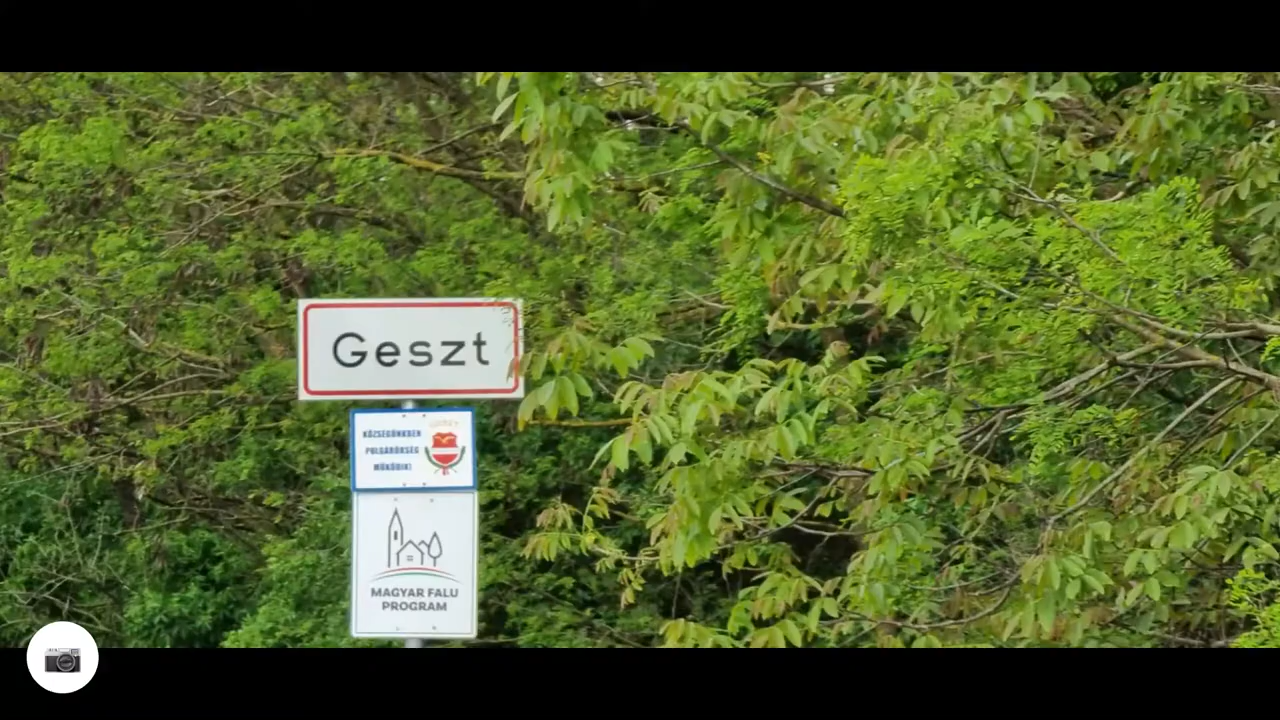 Geszt
KÖZSÉGÜNKBEN
POLGÁRŐRSÉG
MŰKÖDIK!
MAGYAR FALU
PROGRAM